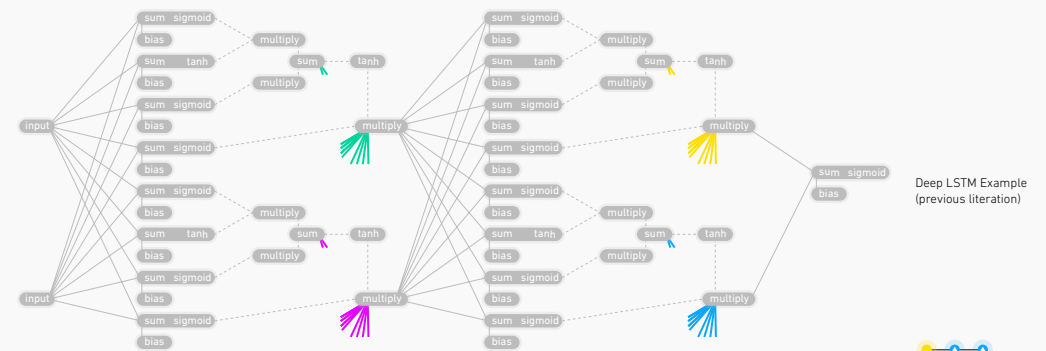 sum sigmoid
bias
sum tanh
bias
sum sigmoid
bias
sum sigmoid
bias
sum sigmoid
bias
sum tanh
bias
sum sigmoid
bias
sum sigmoid
bias
input
input
multiply
sum tanh
multiply
multiply
multiply
sum tanh
multiply
multiply
sum sigmoid
bias
sum tanh
bias
sum sigmoid
bias
sum sigmoid
bias
sum sigmoid
bias
sum tanh
bias
sum sigmoid
bias
sum sigmoid
bias
multiply
sum tanh
multiply
multiply
multiply
sum tanh
multiply
multiply
sum sigmoid
bias
Deep LSTM Example
(previous literation)